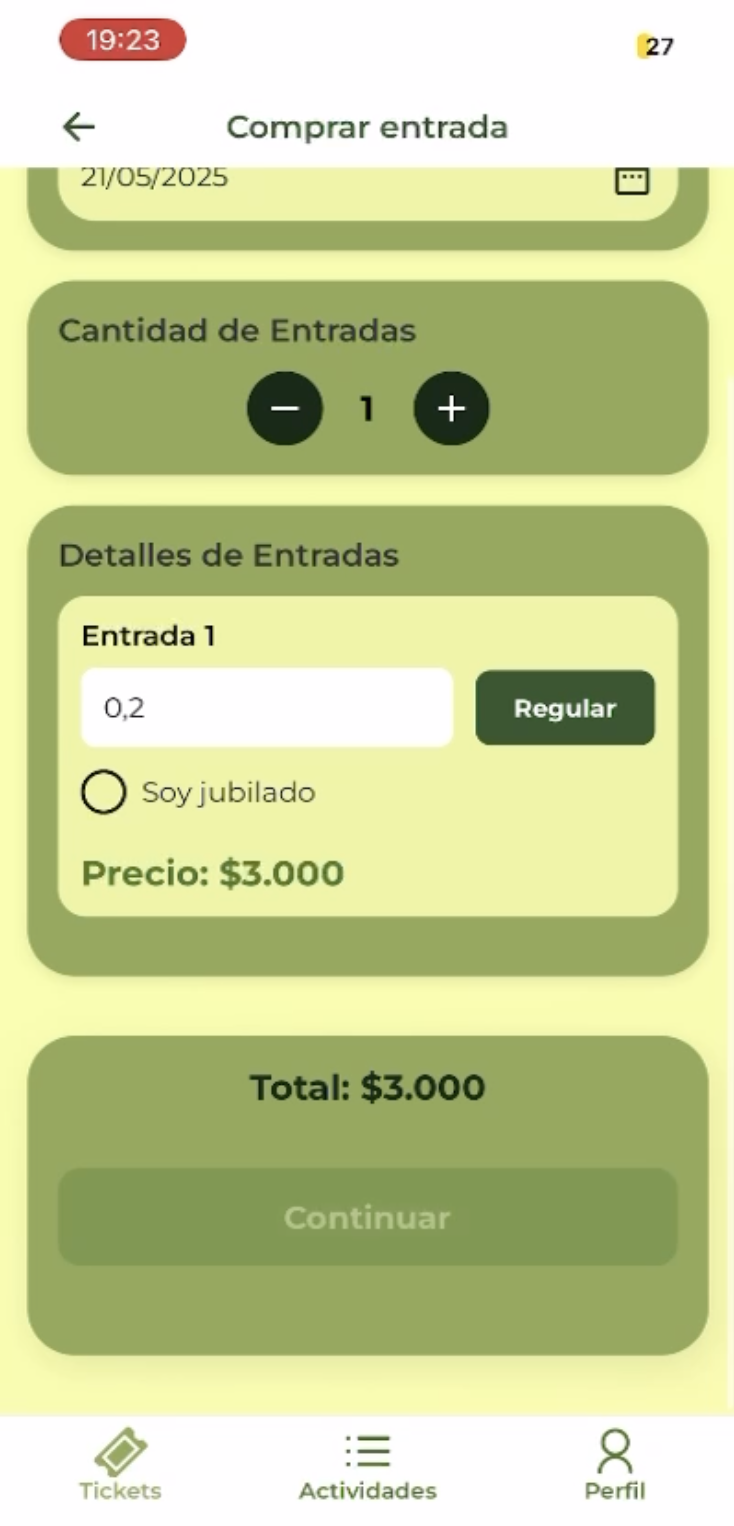 19:23
27
Comprar entrada
21/05/2025
Cantidad de Entradas
1
Detalles de Entradas
Entrada 1
0,2
Regular
Soy jubilado
Precio: $3.000
Total: $3.000
Continuar
Tickets
Actividades
Perfil